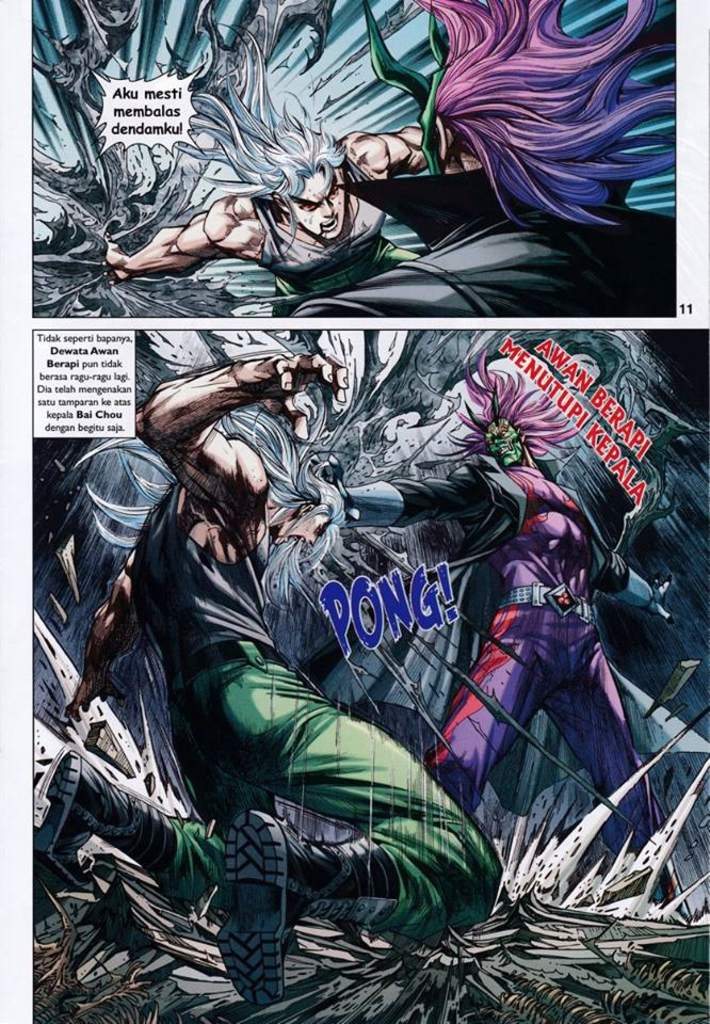 Aku mesti
membalas
dendamku!
11
Tidak seperti bapanya,
Dewata Awan
Berapi pun tidak
berasa ragu-ragu lagi.
Dia telah mengenakan
satu tamparan ke atas
kepala Bai Chou
dengan begitu saja.
AWAN BERAPI
MENUTUPI KEPALA
PONG!